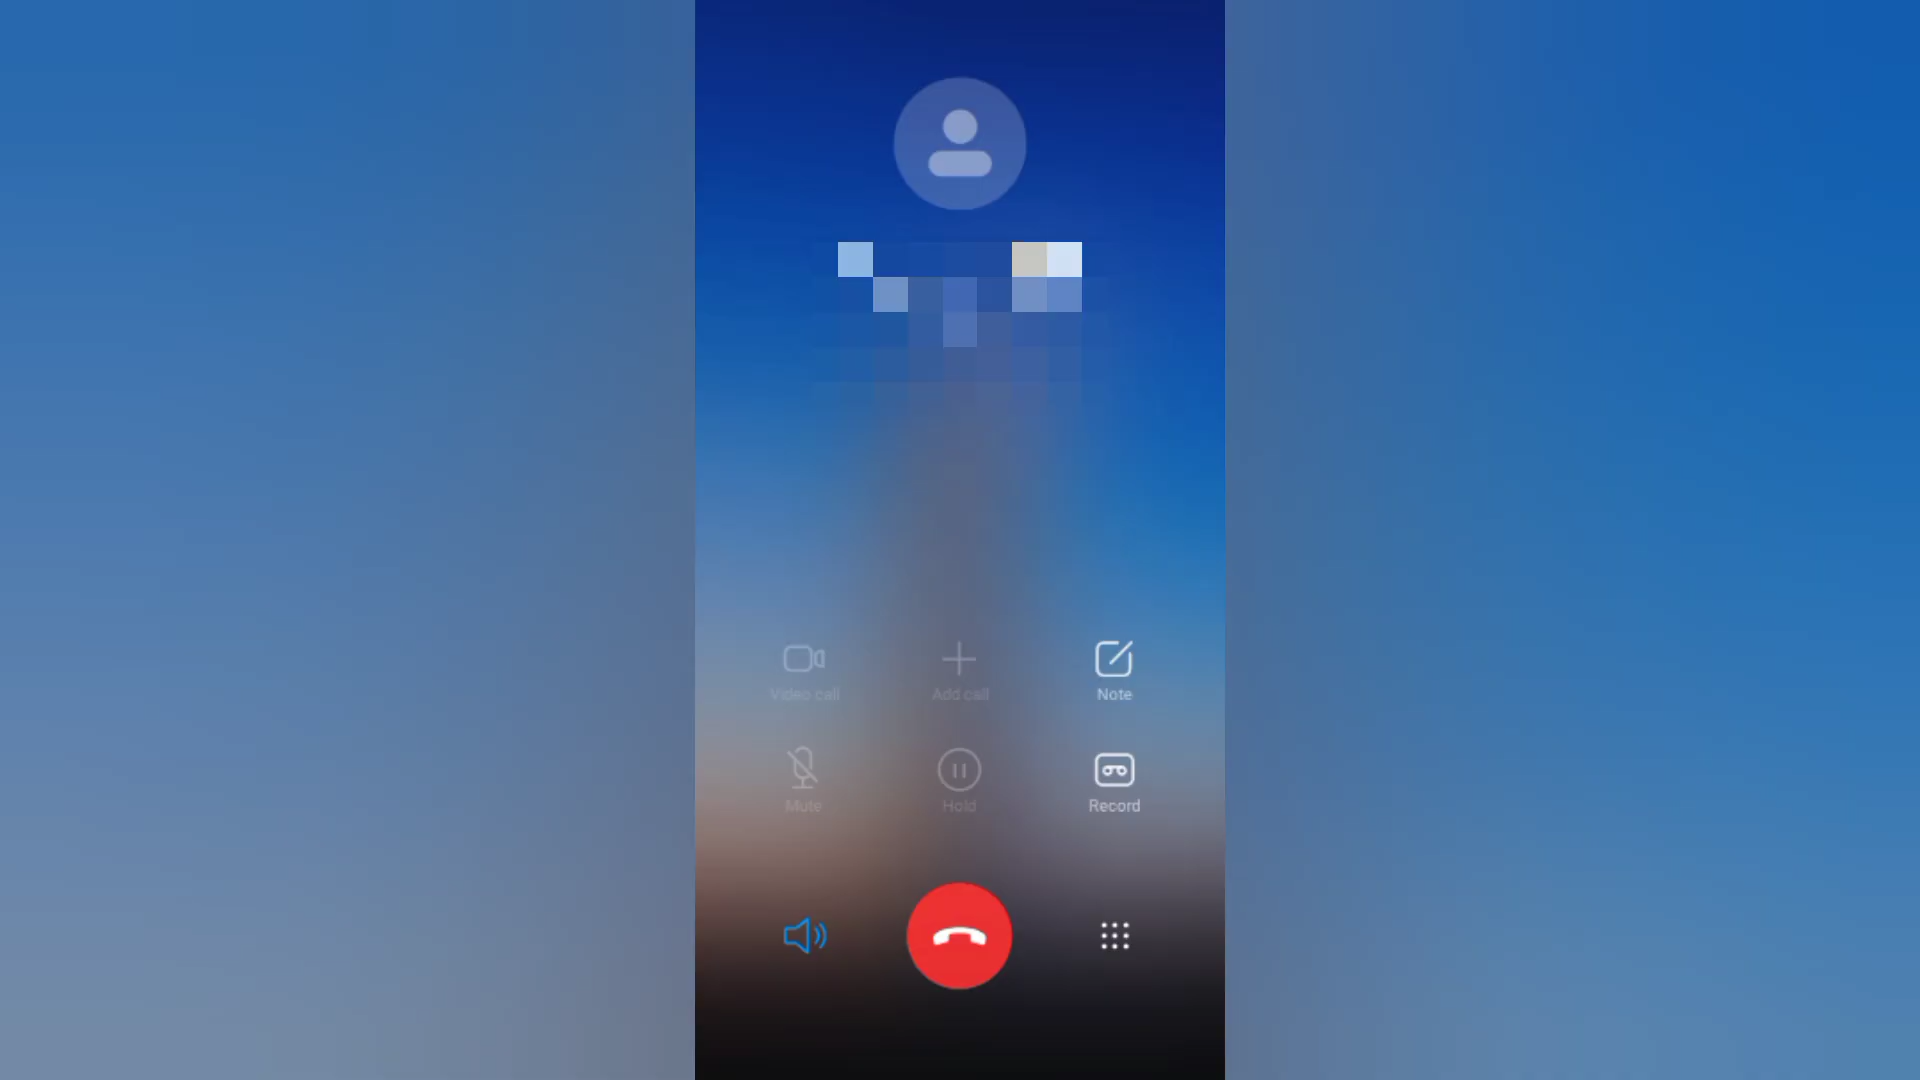 Video call
Add call
Note
Mute
Hold
Record